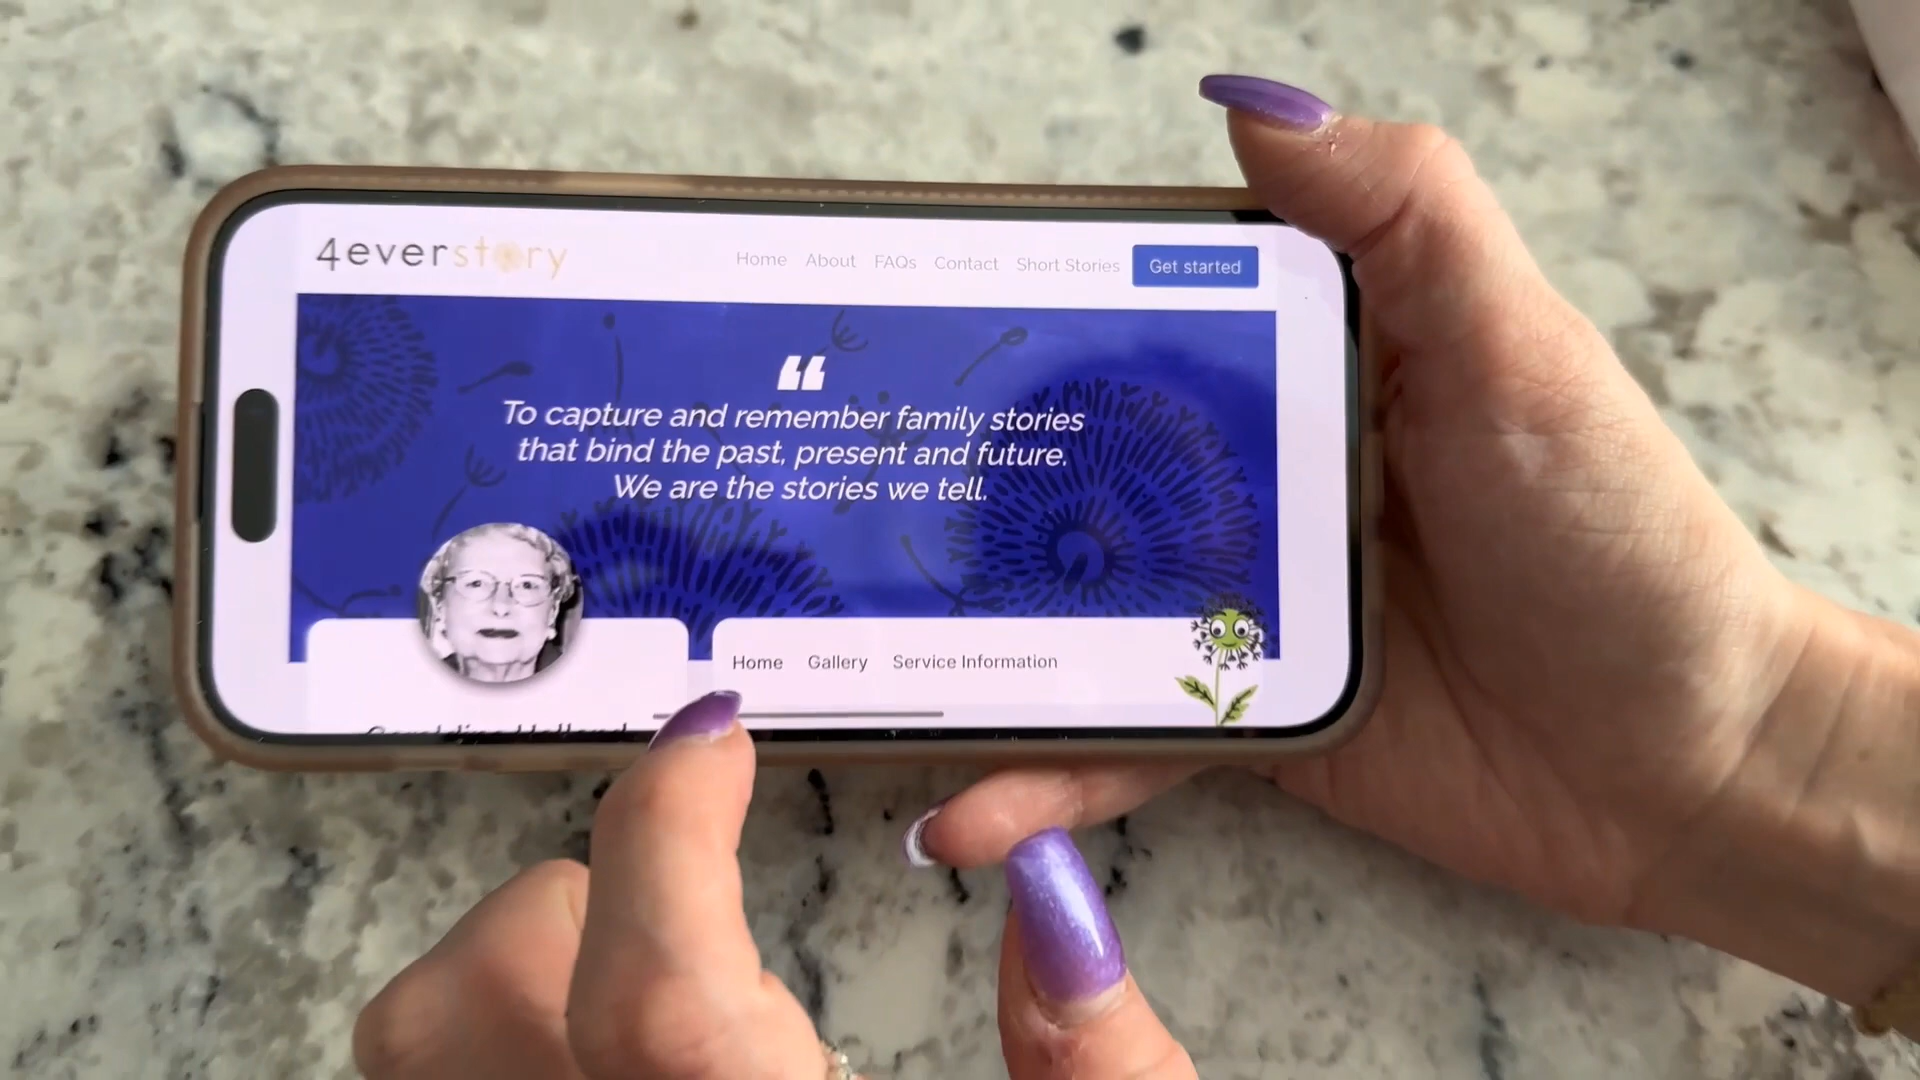 4everstory
Home About FAQs Contact Short Stories Get started
“
To capture and remember family stories
that bind the past, present and future.
We are the stories we tell.
Home Gallery Service Information